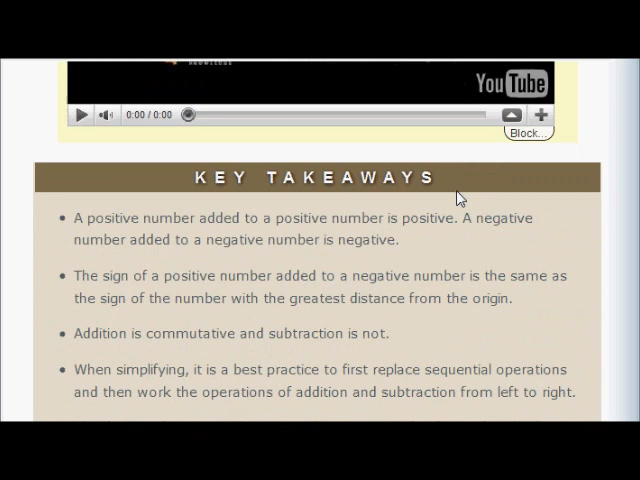 YouTube
0:00 / 0:00
Block...
KEY TAKEAWAYS
A positive number added to a positive number is positive. A negative
number added to a negative number is negative.
The sign of a positive number added to a negative number is the same as
the sign of the number with the greatest distance from the origin.
Addition is commutative and subtraction is not.
When simplifying, it is a best practice to first replace sequential operations
and then work the operations of addition and subtraction from left to right.